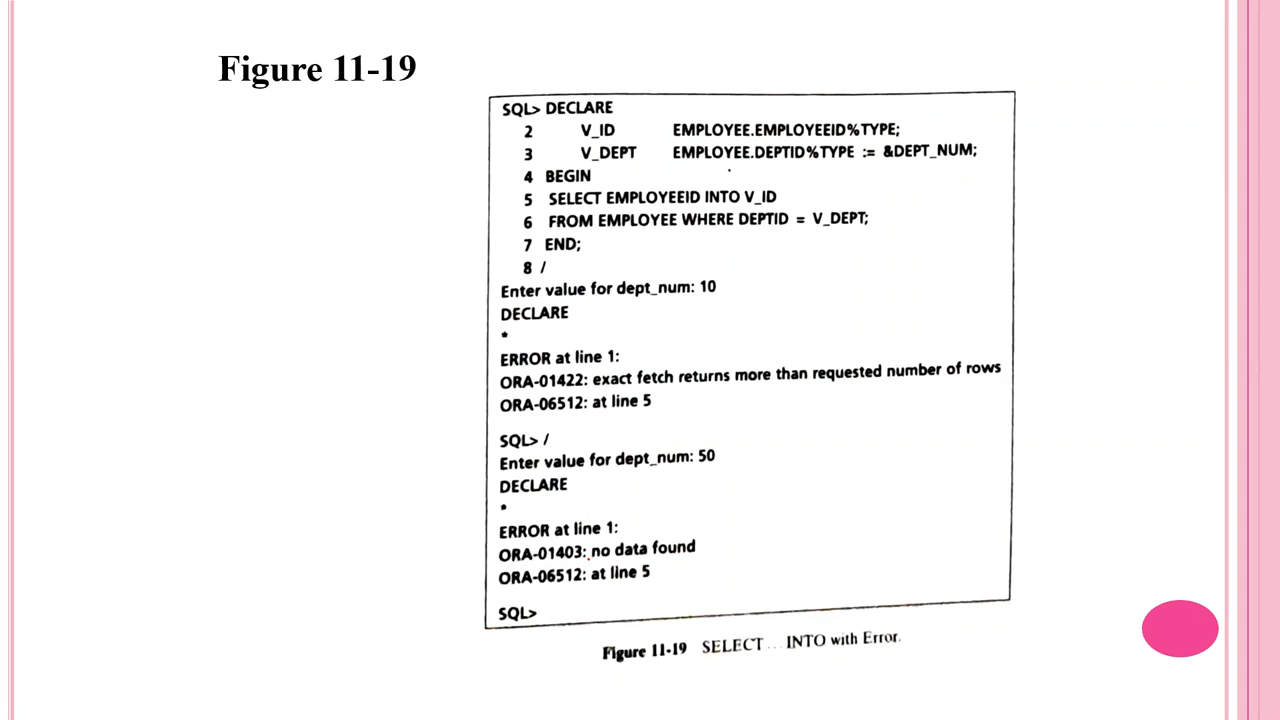 Figure 11-19
SQL> DECLARE
2 V_ID EMPLOYEE.EMPLOYEEID%TYPE;
3 V_DEPT EMPLOYEE.DEPTID%TYPE := &DEPT_NUM;
4 BEGIN
5 SELECT EMPLOYEEID INTO V_ID
6 FROM EMPLOYEE WHERE DEPTID = V_DEPT;
7 END;
8 /
Enter value for dept_num: 10
DECLARE
*
ERROR at line 1:
ORA-01422: exact fetch returns more than requested number of rows
ORA-06512: at line 5
SQL> /
Enter value for dept_num: 50
DECLARE
*
ERROR at line 1:
ORA-01403: no data found
ORA-06512: at line 5
SQL>
Figure 11-19 SELECT ... INTO with Error.